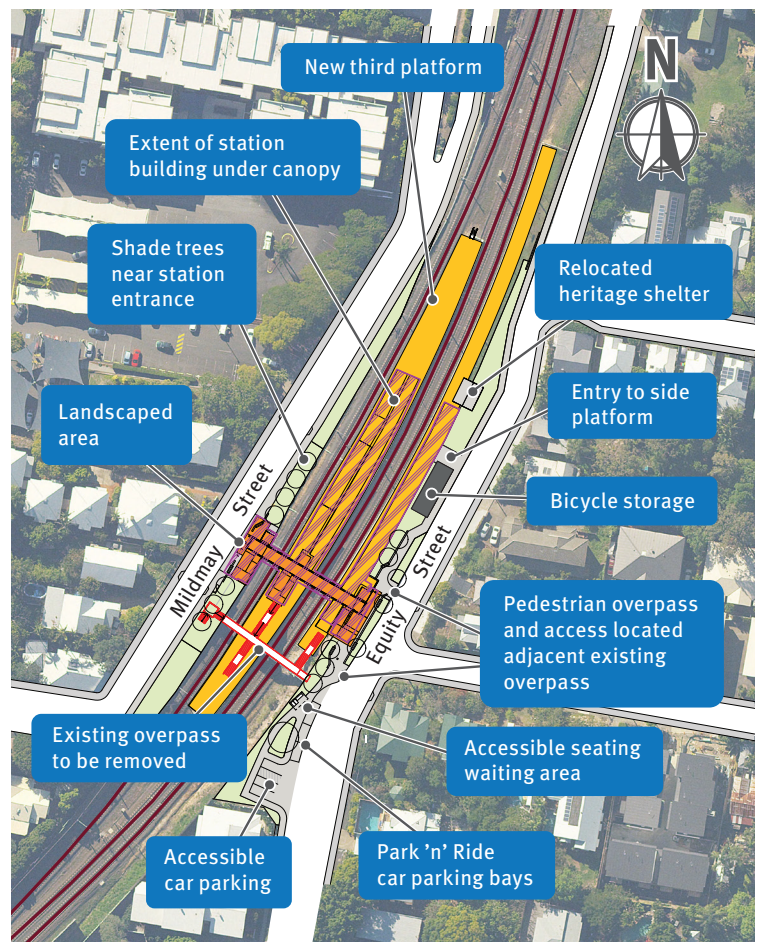 New third platform
N
Extent of station
building under canopy
Shade trees
near station
entrance
Relocated
heritage shelter
Landscaped
area
Entry to side
platform
Bicycle storage
Mildmay Street
Equity Street
Pedestrian overpass
and access located
adjacent existing
overpass
Existing overpass
to be removed
Accessible seating
waiting area
Accessible
car parking
Park ’n’ Ride
car parking bays